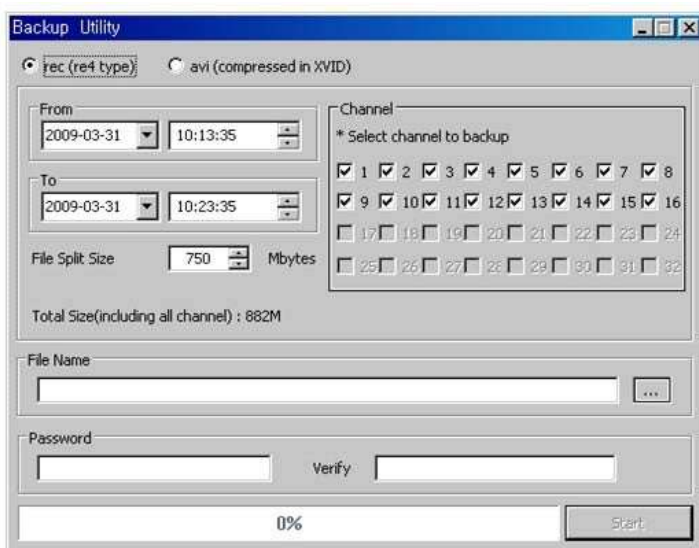 Backup Utility
rec (re4 type) avi (compressed in XVID)
From
2009-03-31 10:13:35
To
2009-03-31 10:23:35
File Split Size 750 Mbytes
Total Size(including all channel) : 882M
Channel
* Select channel to backup
1 2 3 4 5 6 7 8
9 10 11 12 13 14 15 16
17 18 19 20 21 22 23 24
25 26 27 28 29 30 31 32
File Name
...
Password
Verify
0% Start